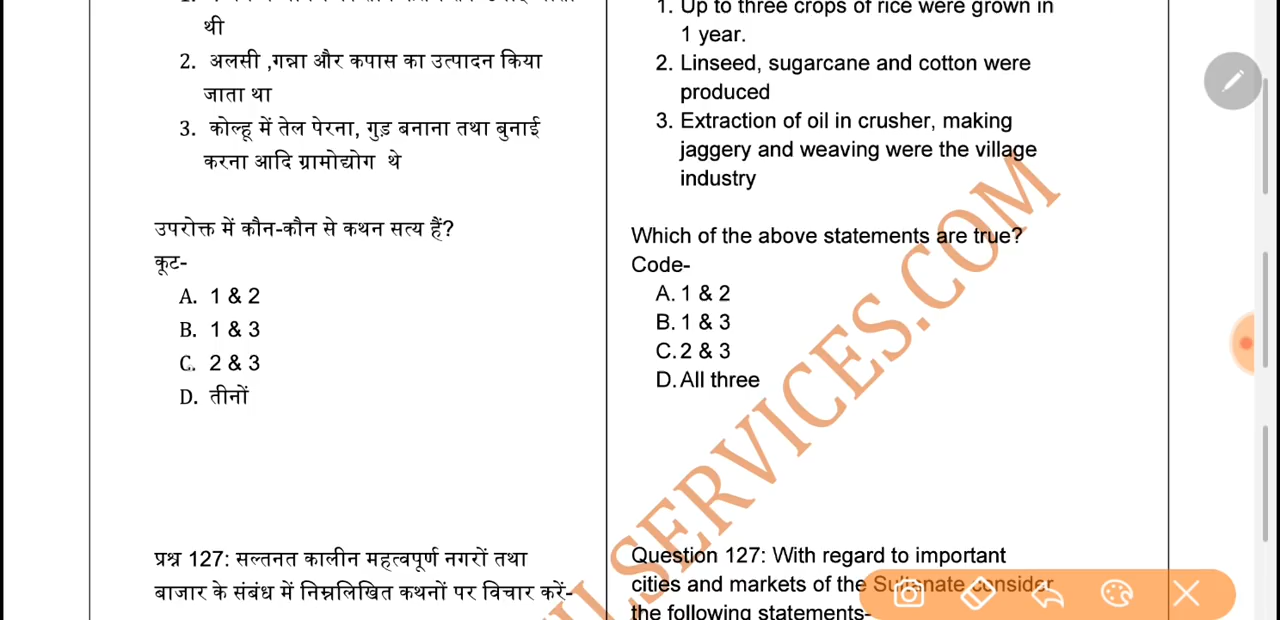 थी
2. अलसी ,गन्ना और कपास का उत्पादन किया
जाता था
3. कोल्हू में तेल पेरना, गुड़ बनाना तथा बुनाई
करना आदि ग्रामोद्योग थे
उपरोक्त में कौन-कौन से कथन सत्य हैं?
कूट-
A. 1 & 2
B. 1 & 3
C. 2 & 3
D. तीनों
प्रश्न 127: सल्तनत कालीन महत्वपूर्ण नगरों तथा
बाजार के संबंध में निम्नलिखित कथनों पर विचार करें-
1. Up to three crops of rice were grown in
1 year.
2. Linseed, sugarcane and cotton were
produced
3. Extraction of oil in crusher, making
jaggery and weaving were the village
industry
Which of the above statements are true?
Code-
A. 1 & 2
B. 1 & 3
C. 2 & 3
D. All three
Question 127: With regard to important
cities and markets of the Sultanate consider
the following statements-
SERVICES.COM